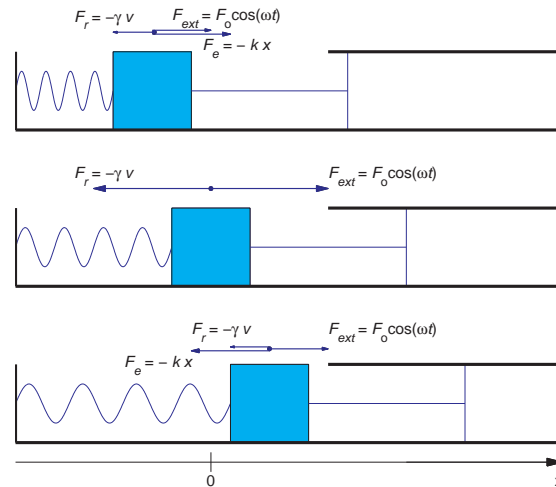 F_r = –γ v F_ext = F_o cos(ωt)
F_e = – k x
F_r = –γ v F_ext = F_o cos(ωt)
F_r = –γ v F_ext = F_o cos(ωt)
F_e = – k x
0